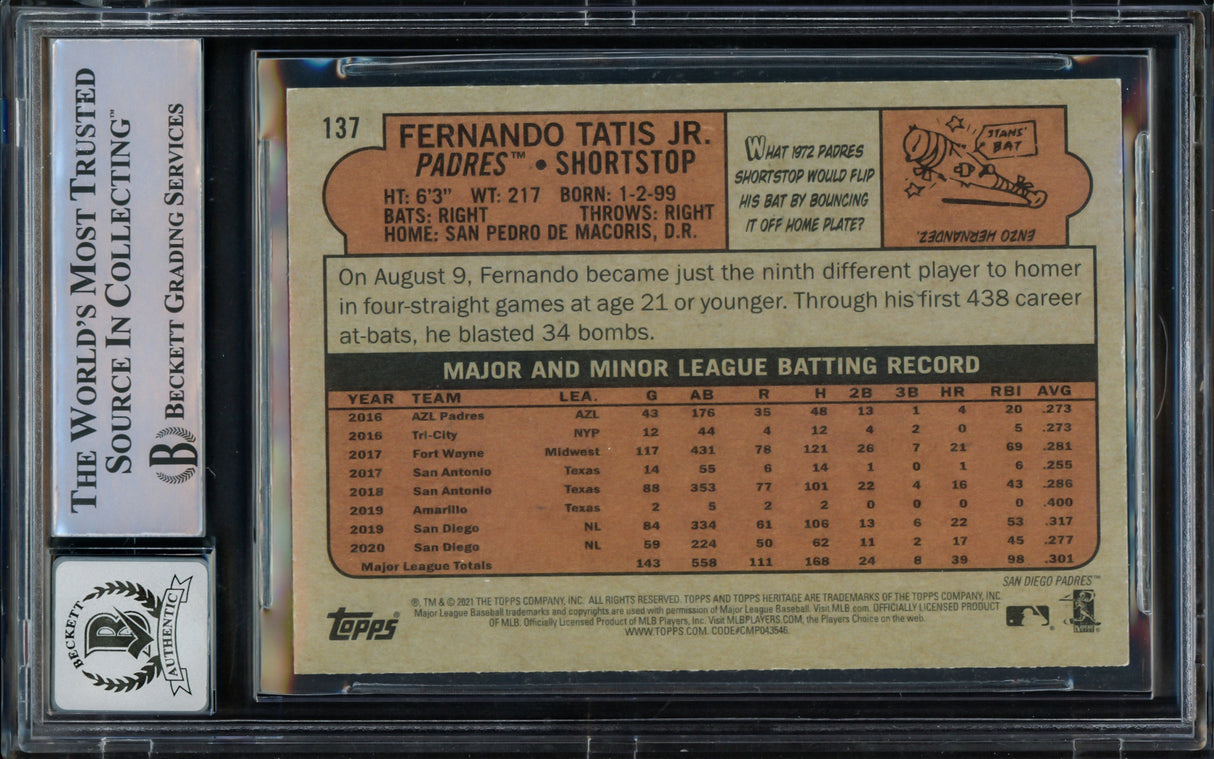 THE WORLD'S MOST TRUSTED
SOURCE IN COLLECTING™
BECKETT GRADING SERVICES
B
BECKETT
B
AUTHENTIC
137
FERNANDO TATIS JR.
PADRES™ • SHORTSTOP
HT: 6'3" WT: 217 BORN: 1-2-99
BATS: RIGHT THROWS: RIGHT
HOME: SAN PEDRO DE MACORIS, D.R.
WHAT 1972 PADRES
SHORTSTOP WOULD FLIP
HIS BAT BY BOUNCING
IT OFF HOME PLATE?
'STANS'
BAT
ENZO HERNANDEZ.
On August 9, Fernando became just the ninth different player to homer
in four-straight games at age 21 or younger. Through his first 438 career
at-bats, he blasted 34 bombs.
MAJOR AND MINOR LEAGUE BATTING RECORD
YEAR TEAM LEA. G AB R H 2B 3B HR RBI AVG
2016 AZL Padres AZL 43 176 35 48 13 1 4 20 .273
2016 Tri-City NYP 12 44 4 12 4 2 0 5 .273
2017 Fort Wayne Midwest 117 431 78 121 26 7 21 69 .281
2017 San Antonio Texas 14 55 6 14 1 0 1 6 .255
2018 San Antonio Texas 88 353 77 101 22 4 16 43 .286
2019 Amarillo Texas 2 5 2 2 0 0 0 0 .400
2019 San Diego NL 84 334 61 106 13 6 22 53 .317
2020 San Diego NL 59 224 50 62 11 2 17 45 .277
Major League Totals 143 558 111 168 24 8 39 98 .301
SAN DIEGO PADRES™
Topps
®, TM & © 2021 THE TOPPS COMPANY, INC. ALL RIGHTS RESERVED. TOPPS AND TOPPS HERITAGE ARE TRADEMARKS OF THE TOPPS COMPANY, INC.
Major League Baseball trademarks and copyrights are used with permission of Major League Baseball. Visit MLB.com. OFFICIALLY LICENSED PRODUCT
OF MLB. Officially Licensed Product of MLB Players, Inc. Visit MLBPLAYERS.COM, the Players Choice on the web.
WWW.TOPPS.COM. CODE#CMP043546.